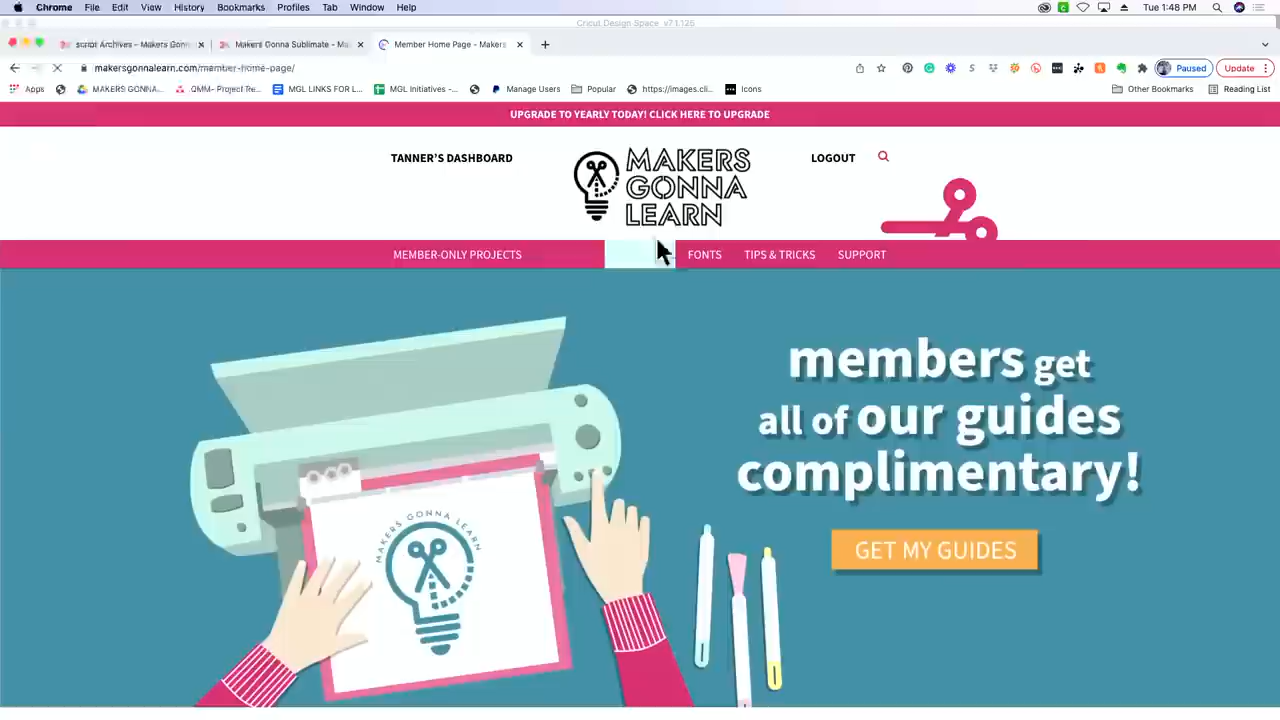 Chrome File Edit View History Bookmarks Profiles Tab Window Help Tue 1:48 PM
Cricut Design Space v7.1.125
script Archives - Makers Gonn Makers Gonna Sublimate - Ma Member Home Page - Makers
makersgonnalearn.com/member-home-page/ Paused Update
Apps MAKERS GONNA... QMM- Project Tre... MGL LINKS FOR L... MGL Initiatives -... Manage Users Popular https://images.cli... Icons Other Bookmarks Reading List
UPGRADE TO YEARLY TODAY! CLICK HERE TO UPGRADE
TANNER'S DASHBOARD
MAKERS
GONNA
LEARN
LOGOUT
MEMBER-ONLY PROJECTS FONTS TIPS & TRICKS SUPPORT
members get
all of our guides
complimentary!
GET MY GUIDES
MAKERS GONNA LEARN